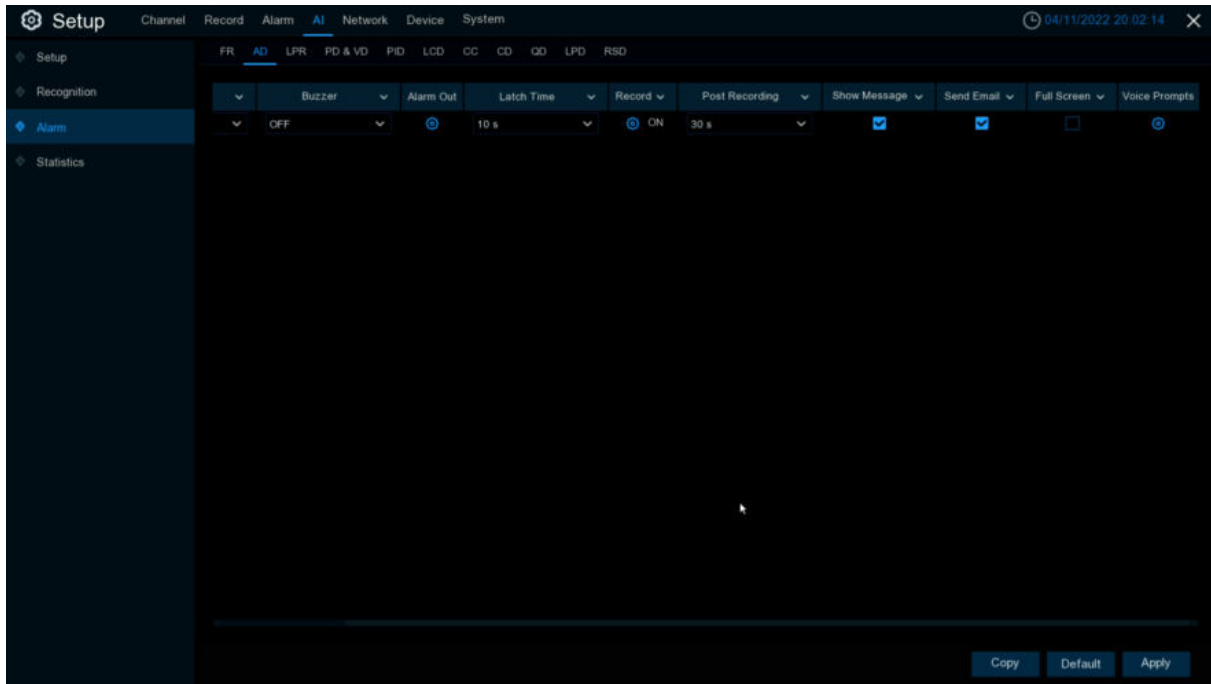 Setup Channel Record Alarm AI Network Device System 04/11/2022 20:02:14
Setup
Recognition
Alarm
Statistics
FR AD LPR PD & VD PID LCD CC CD QD LPD RSD
Buzzer Alarm Out Latch Time Record Post Recording Show Message Send Email Full Screen Voice Prompts
OFF 10 s ON 30 s
Copy Default Apply